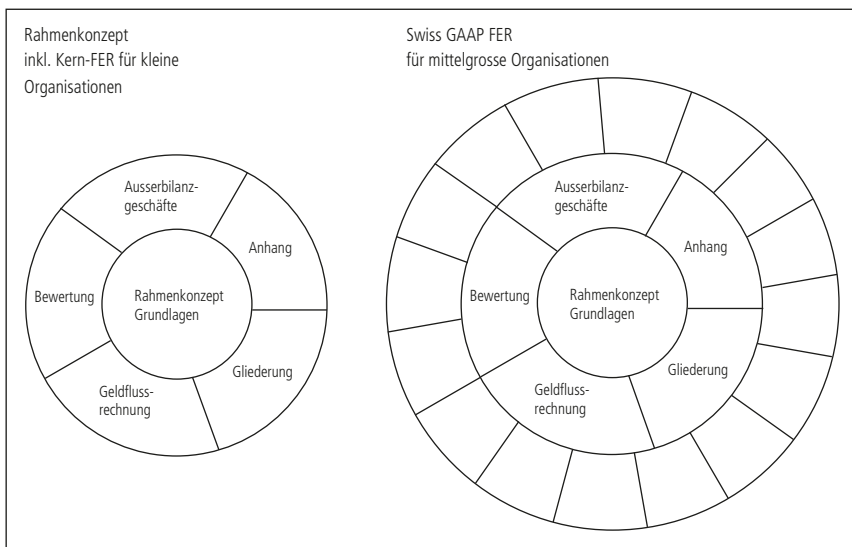 Rahmenkonzept
inkl. Kern-FER für kleine
Organisationen
Ausserbilanz-
geschäfte
Anhang
Bewertung
Rahmenkonzept
Grundlagen
Gliederung
Geldfluss-
rechnung
Swiss GAAP FER
für mittelgrosse Organisationen
Ausserbilanz-
geschäfte
Anhang
Bewertung
Rahmenkonzept
Grundlagen
Gliederung
Geldfluss-
rechnung